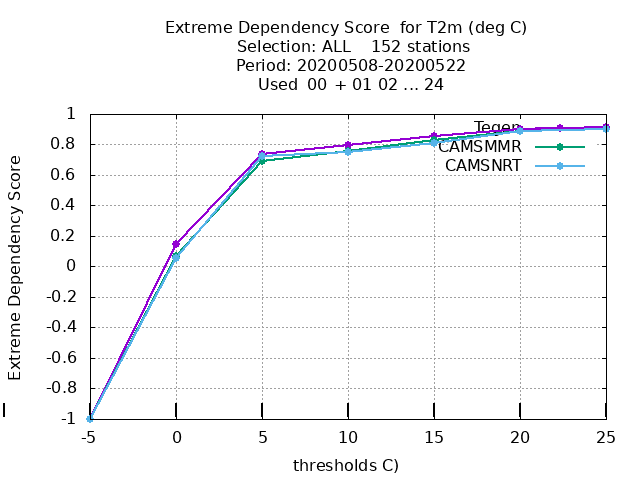 Extreme Dependency Score  for T2m (deg C)
Selection: ALL    152 stations
Period: 20200508-20200522
Used  00 + 01 02 ... 24
Extreme Dependency Score
1
0.8
0.6
0.4
0.2
0
-0.2
-0.4
-0.6
-0.8
-1
Tegen
CAMSMMR
CAMSNRT
-5
0
5
10
15
20
25
thresholds C)